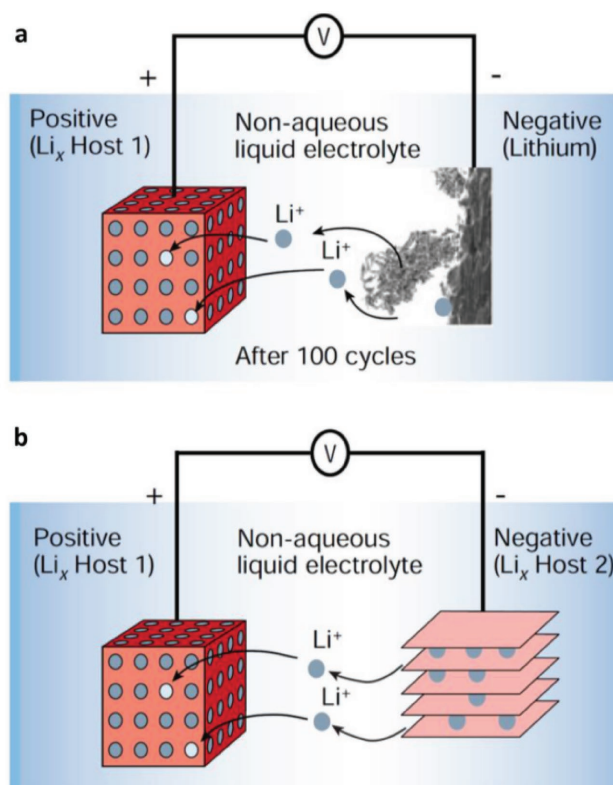 a
V
+
-
Positive
(Liₓ Host 1)
Non-aqueous
liquid electrolyte
Negative
(Lithium)
Li⁺
Li⁺
After 100 cycles
b
V
+
-
Positive
(Liₓ Host 1)
Non-aqueous
liquid electrolyte
Negative
(Liₓ Host 2)
Li⁺
Li⁺